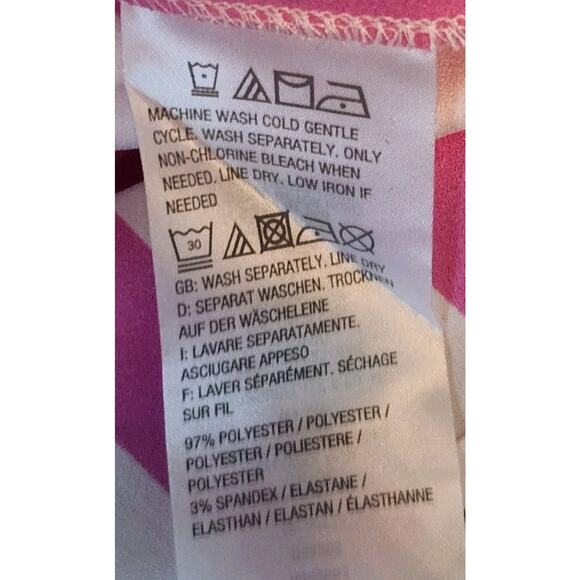 MACHINE WASH COLD GENTLE
CYCLE. WASH SEPARATELY. ONLY
NON-CHLORINE BLEACH WHEN
NEEDED. LINE DRY. LOW IRON IF
NEEDED
30
GB: WASH SEPARATELY. LINE DRY
D: SEPARAT WASCHEN. TROCKNEN
AUF DER WÄSCHELEINE
I: LAVARE SEPARATAMENTE.
ASCIUGARE APPESO
F: LAVER SÉPARÉMENT. SÉCHAGE
SUR FIL
97% POLYESTER / POLYESTER /
POLYESTER / POLIESTERE /
POLYESTER
3% SPANDEX / ELASTANE /
ELASTHAN / ELASTAN / ÉLASTHANNE